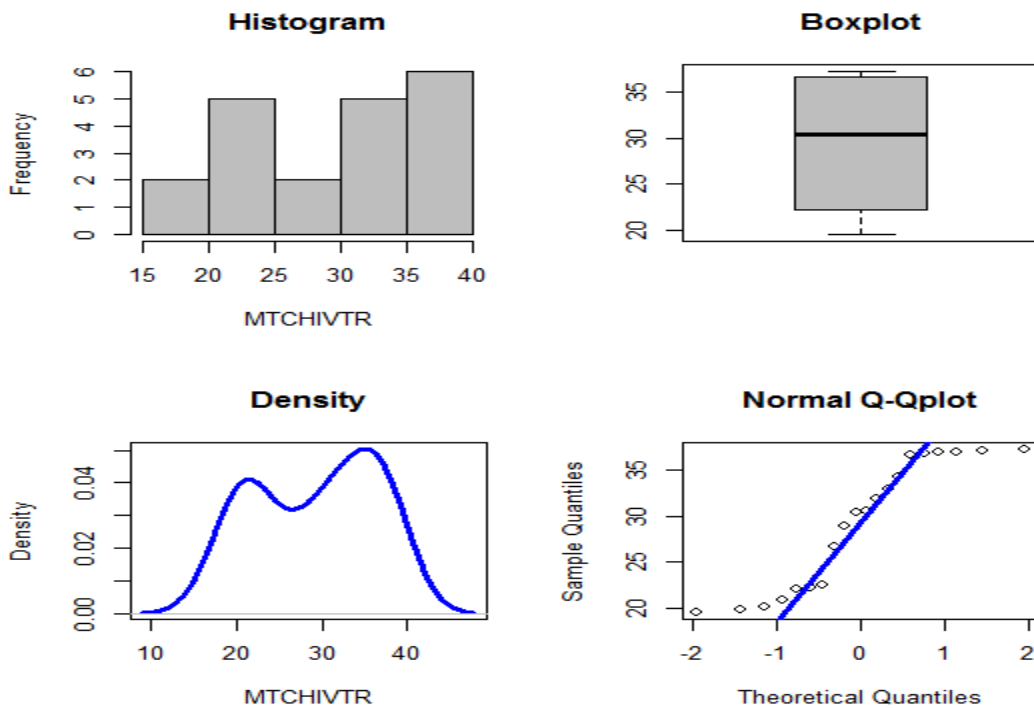 Histogram
Frequency
0 1 2 3 4 5 6
15 20 25 30 35 40
MTCHIVTR
Boxplot
20 25 30 35
Density
Density
0.00 0.02 0.04
10 20 30 40
MTCHIVTR
Normal Q-Qplot
Sample Quantiles
20 25 30 35
-2 -1 0 1 2
Theoretical Quantiles